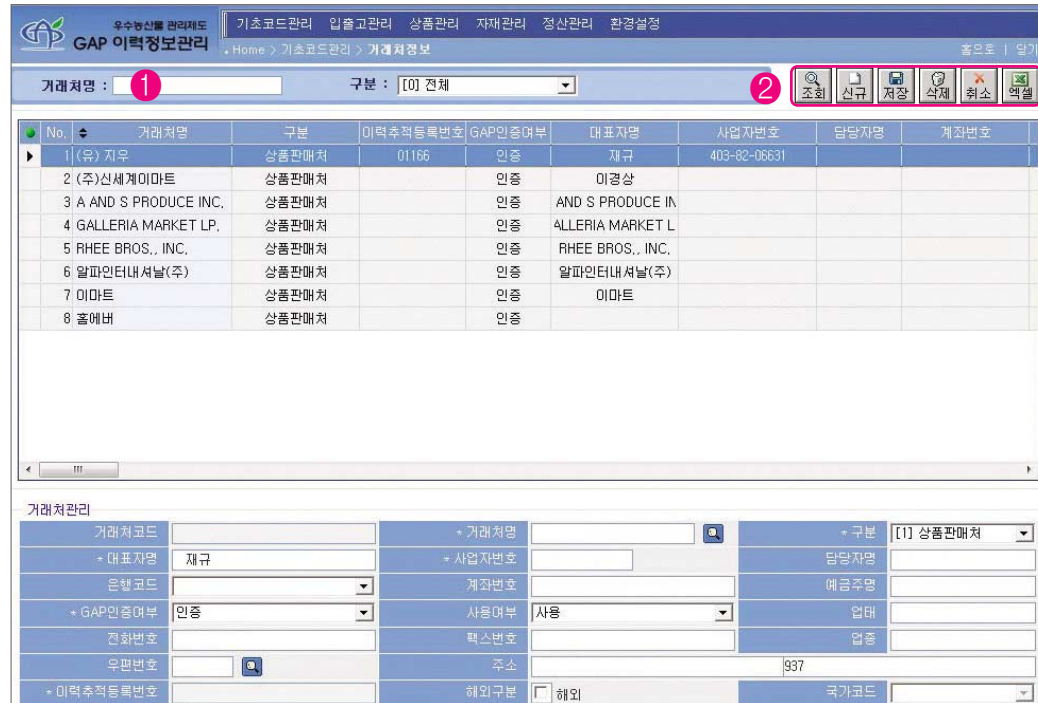 우수농산물 관리제도
GAP 이력정보관리
기초코드관리 입출고관리 상품관리 자재관리 정산관리 환경설정
Home > 기초코드관리 > 거래처정보
홈으로 | 닫기
거래처명 : 1 구분 : [0] 전체 2 조회 신규 저장 삭제 취소 엑셀
No. 거래처명 구분 이력추적등록번호 GAP인증여부 대표자명 사업자번호 담당자명 계좌번호
1 (유) 지우 상품판매처 01166 인증 재규 403-82-06631
2 (주)신세계이마트 상품판매처 인증 이경상
3 A AND S PRODUCE INC. 상품판매처 인증 AND S PRODUCE IN
4 GALLERIA MARKET LP. 상품판매처 인증 ALLERIA MARKET L
5 RHEE BROS., INC. 상품판매처 인증 RHEE BROS., INC.
6 알파인터내셔날(주) 상품판매처 인증 알파인터내셔날(주)
7 이마트 상품판매처 인증 이마트
8 홈에버 상품판매처 인증
거래처관리
거래처코드 * 거래처명 * 구분 [1] 상품판매처
* 대표자명 재규 * 사업자번호 담당자명
은행코드 계좌번호 예금주명
* GAP인증여부 인증 사용여부 사용 업태
전화번호 팩스번호 업종
우편번호 주소 937
* 이력추적등록번호 해외구분 해외 국가코드